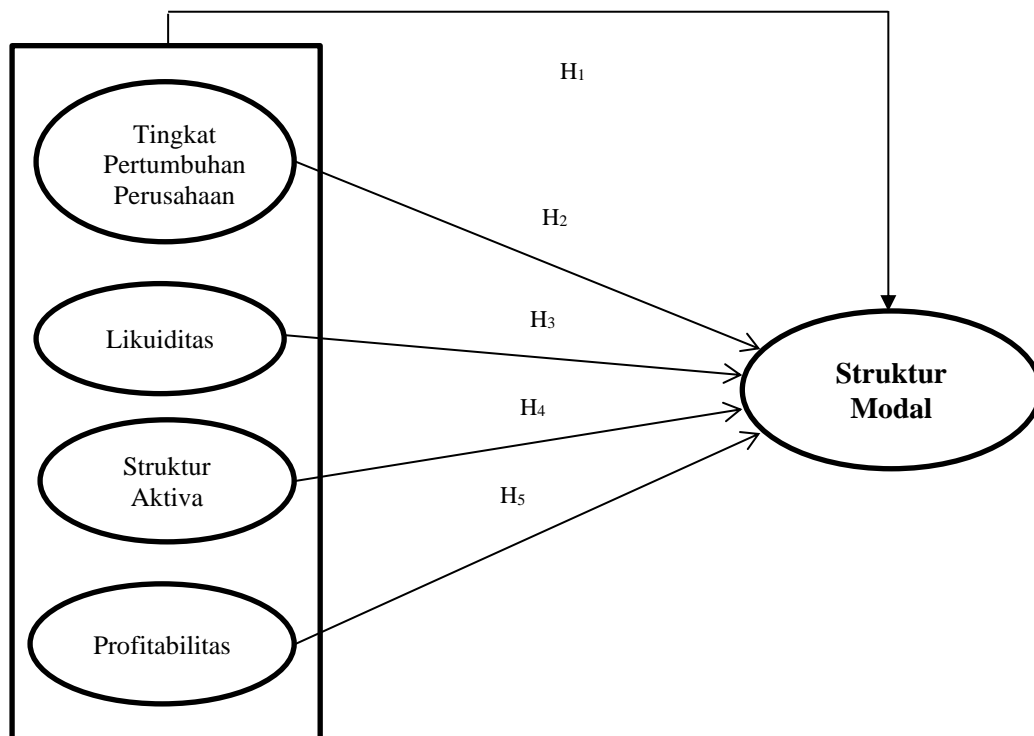 H1
Tingkat
Pertumbuhan
Perusahaan
H2
Likuiditas
H3
Struktur
Modal
Struktur
Aktiva
H4
H5
Profitabilitas